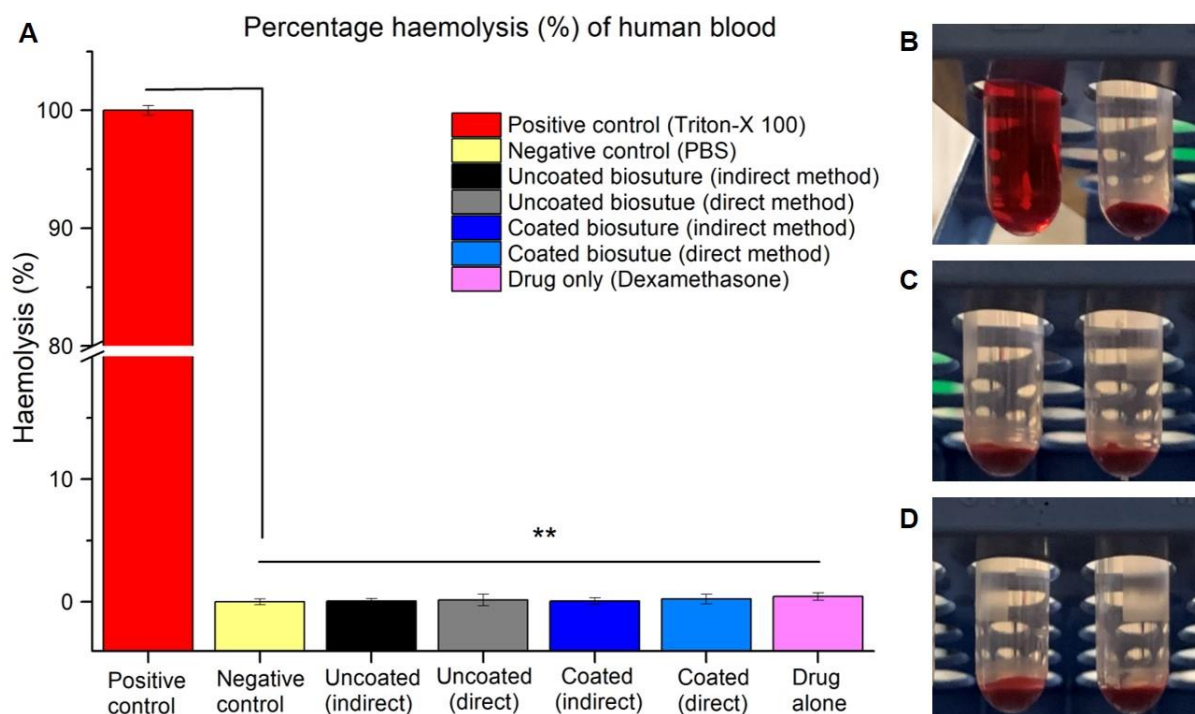 A
Percentage haemolysis (%) of human blood
B
Positive control (Triton-X 100)
Negative control (PBS)
Uncoated biosuture (indirect method)
Uncoated biosutue (direct method)
Coated biosuture (indirect method)
Coated biosutue (direct method)
Drug only (Dexamethasone)
Haemolysis (%)
100
90
80
10
0
**
C
D
Positive
control
Negative
control
Uncoated
(indirect)
Uncoated
(direct)
Coated
(indirect)
Coated
(direct)
Drug
alone